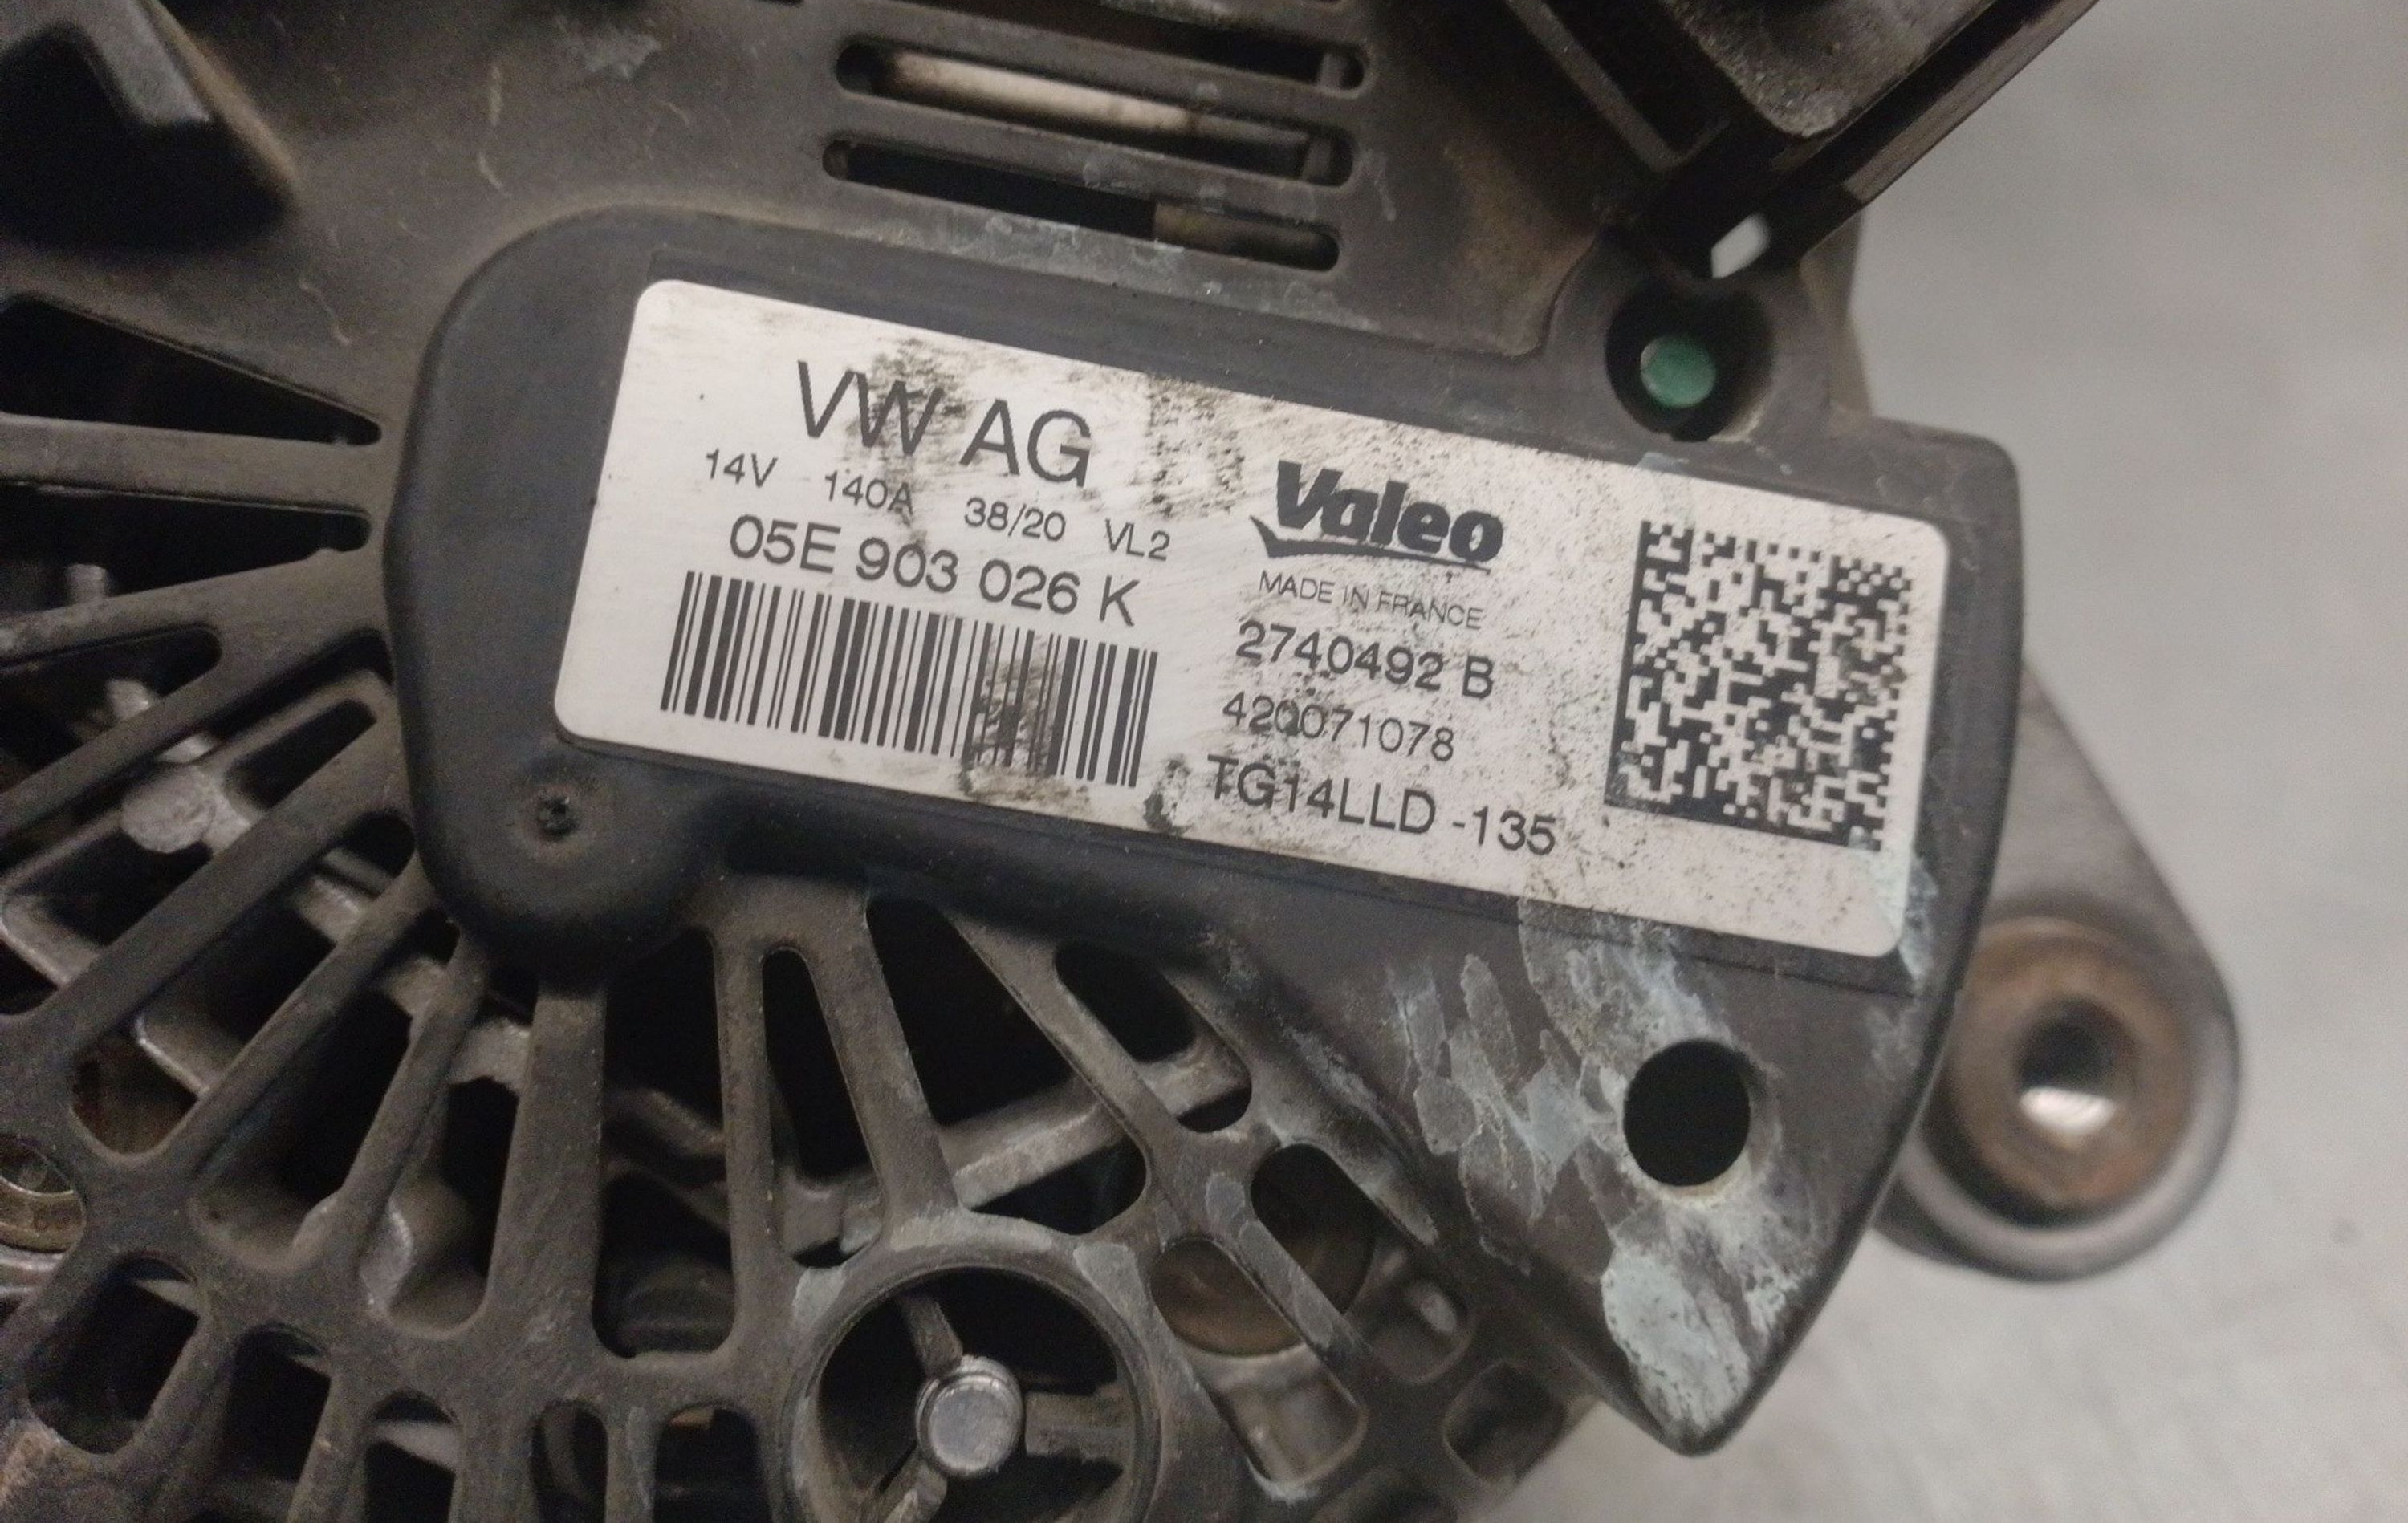 VW AG
14V 140A 38/20 VL2
05E 903 026 K
Valeo
MADE IN FRANCE
2740492 B
420071078
TG14LLD -135